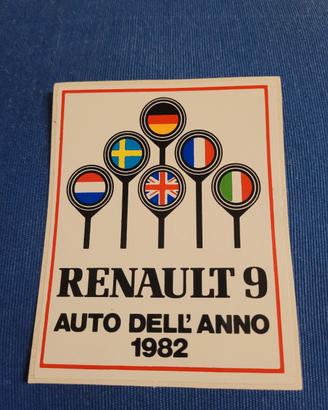 RENAULT 9
AUTO DELL' ANNO
1982